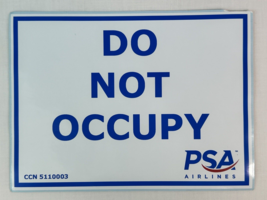 DO
NOT
OCCUPY
PSA
AIRLINES
CCN 5110003